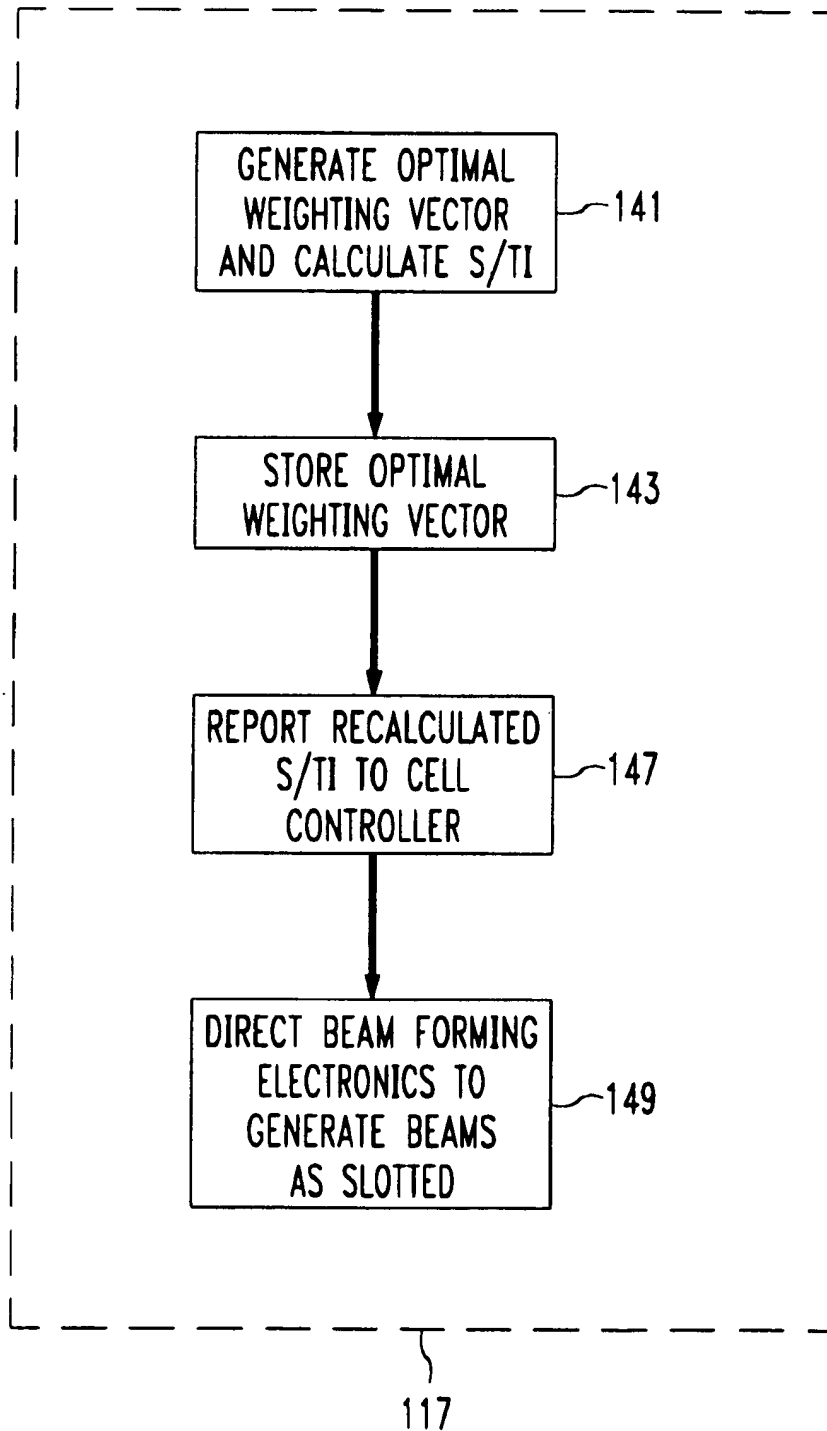 GENERATE OPTIMAL
WEIGHTING VECTOR
AND CALCULATE S/TI
141
STORE OPTIMAL
WEIGHTING VECTOR
143
REPORT RECALCULATED
S/TI TO CELL
CONTROLLER
147
DIRECT BEAM FORMING
ELECTRONICS TO
GENERATE BEAMS
AS SLOTTED
149
117